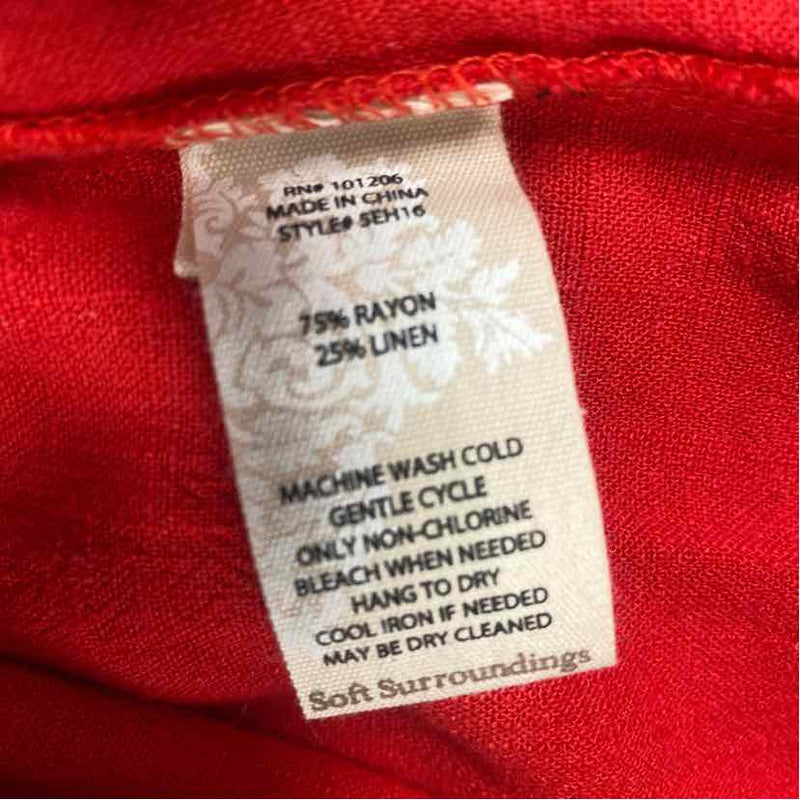 RN# 101206
MADE IN CHINA
STYLE# 5EH16
75% RAYON
25% LINEN
MACHINE WASH COLD
GENTLE CYCLE
ONLY NON-CHLORINE
BLEACH WHEN NEEDED
HANG TO DRY
COOL IRON IF NEEDED
MAY BE DRY CLEANED
Soft Surroundings